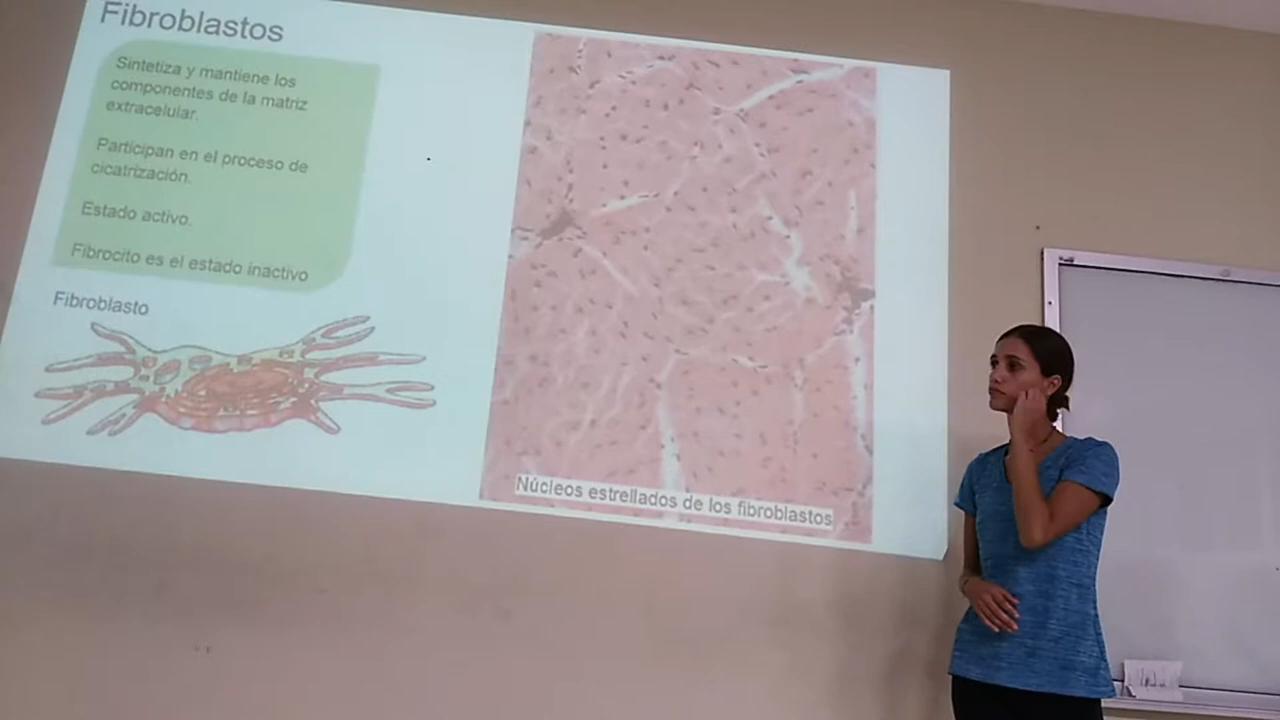 Fibroblastos
Sintetiza y mantiene los
componentes de la matriz
extracelular.
Participan en el proceso de
cicatrización.
Estado activo.
Fibrocito es el estado inactivo
Fibroblasto
Núcleos estrellados de los fibroblastos